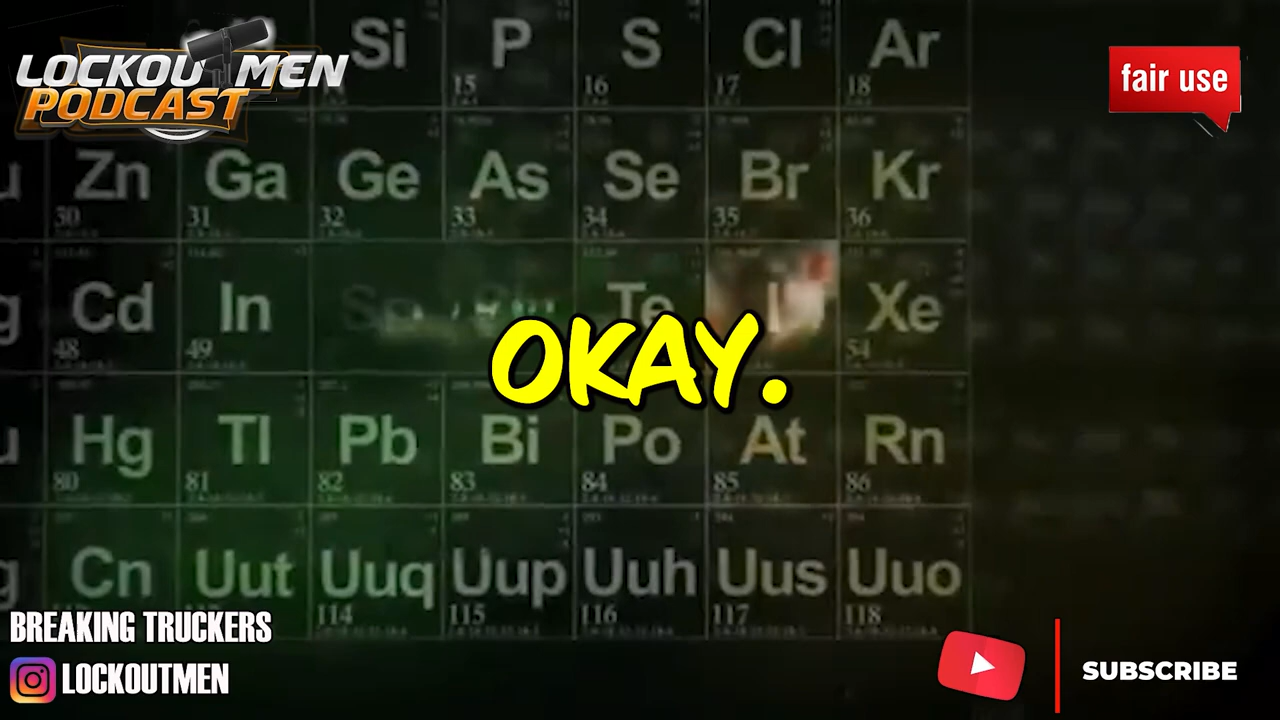 LOCKOUTMEN
PODCAST
fair use
Si P S Cl Ar
15 16 17 18
Zn Ga Ge As Se Br Kr
30 31 32 33 34 35 36
Cd In Te Xe
48 49 54
OKAY.
Hg Tl Pb Bi Po At Rn
80 81 82 83 84 85 86
Cn Uut Uuq Uup Uuh Uus Uuo
114 115 116 117 118
BREAKING TRUCKERS
LOCKOUTMEN
SUBSCRIBE